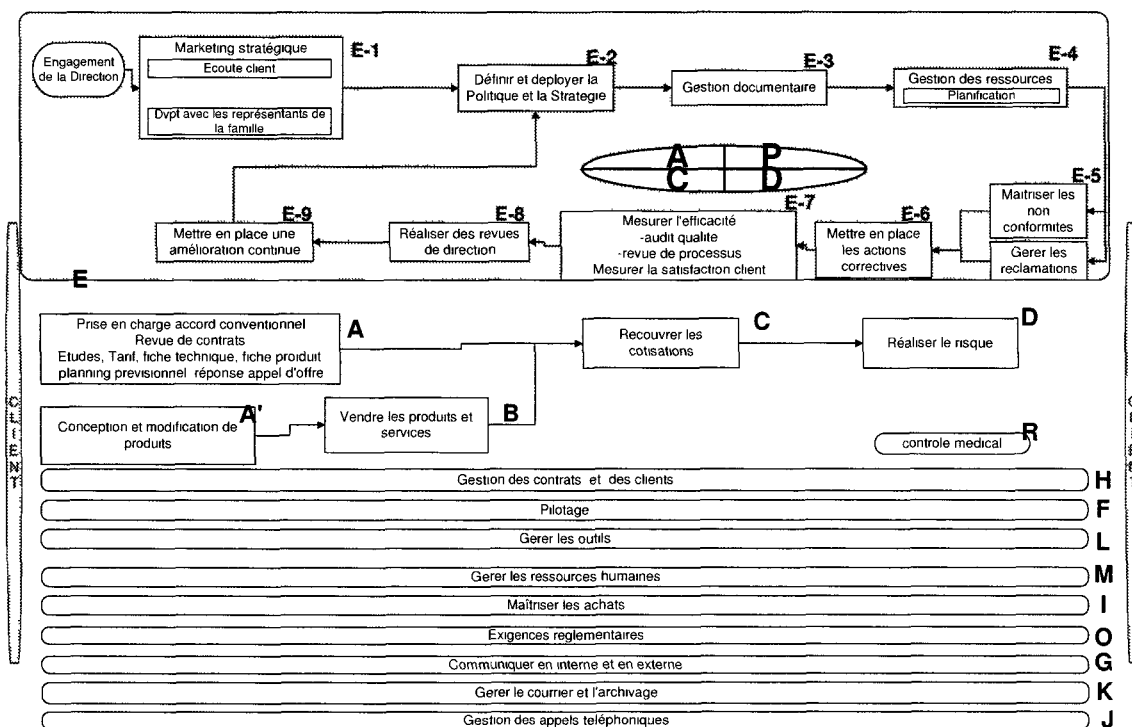 Engagement
de la Direction
Marketing stratégique
Ecoute client
Dvpt avec les représentants de
la famille
E-1
Définir et deployer la
Politique et la Strategie
E-2
Gestion documentaire
E-3
Gestion des ressources
Planification
E-4
A P
C D
E-5
Maitriser les
non
conformites
Gerer les
reclamations
E-6
Mettre en place
les actions
correctives
E-7
Mesurer l'efficacité
-audit qualite
-revue de processus
Mesurer la satisfaction client
E-8
Réaliser des revues
de direction
E-9
Mettre en place une
amélioration continue
E
CLIENT
Prise en charge accord conventionnel
Revue de contrats
Etudes, Tarif, fiche technique, fiche produit
planning previsionnel réponse appel d'offre
A
Recouvrer les
cotisations
C
Réaliser le risque
D
Conception et modification de
produits
A'
Vendre les produits et
services
B
controle medical
R
Gestion des contrats et des clients
H
Pilotage
F
Gerer les outils
L
Gerer les ressources humaines
M
Maîtriser les achats
I
Exigences reglementaires
O
Communiquer en interne et en externe
G
Gerer le courrier et l'archivage
K
Gestion des appels teléphoniques
J